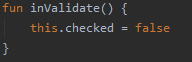 fun inValidate() {
    this.checked = false
}